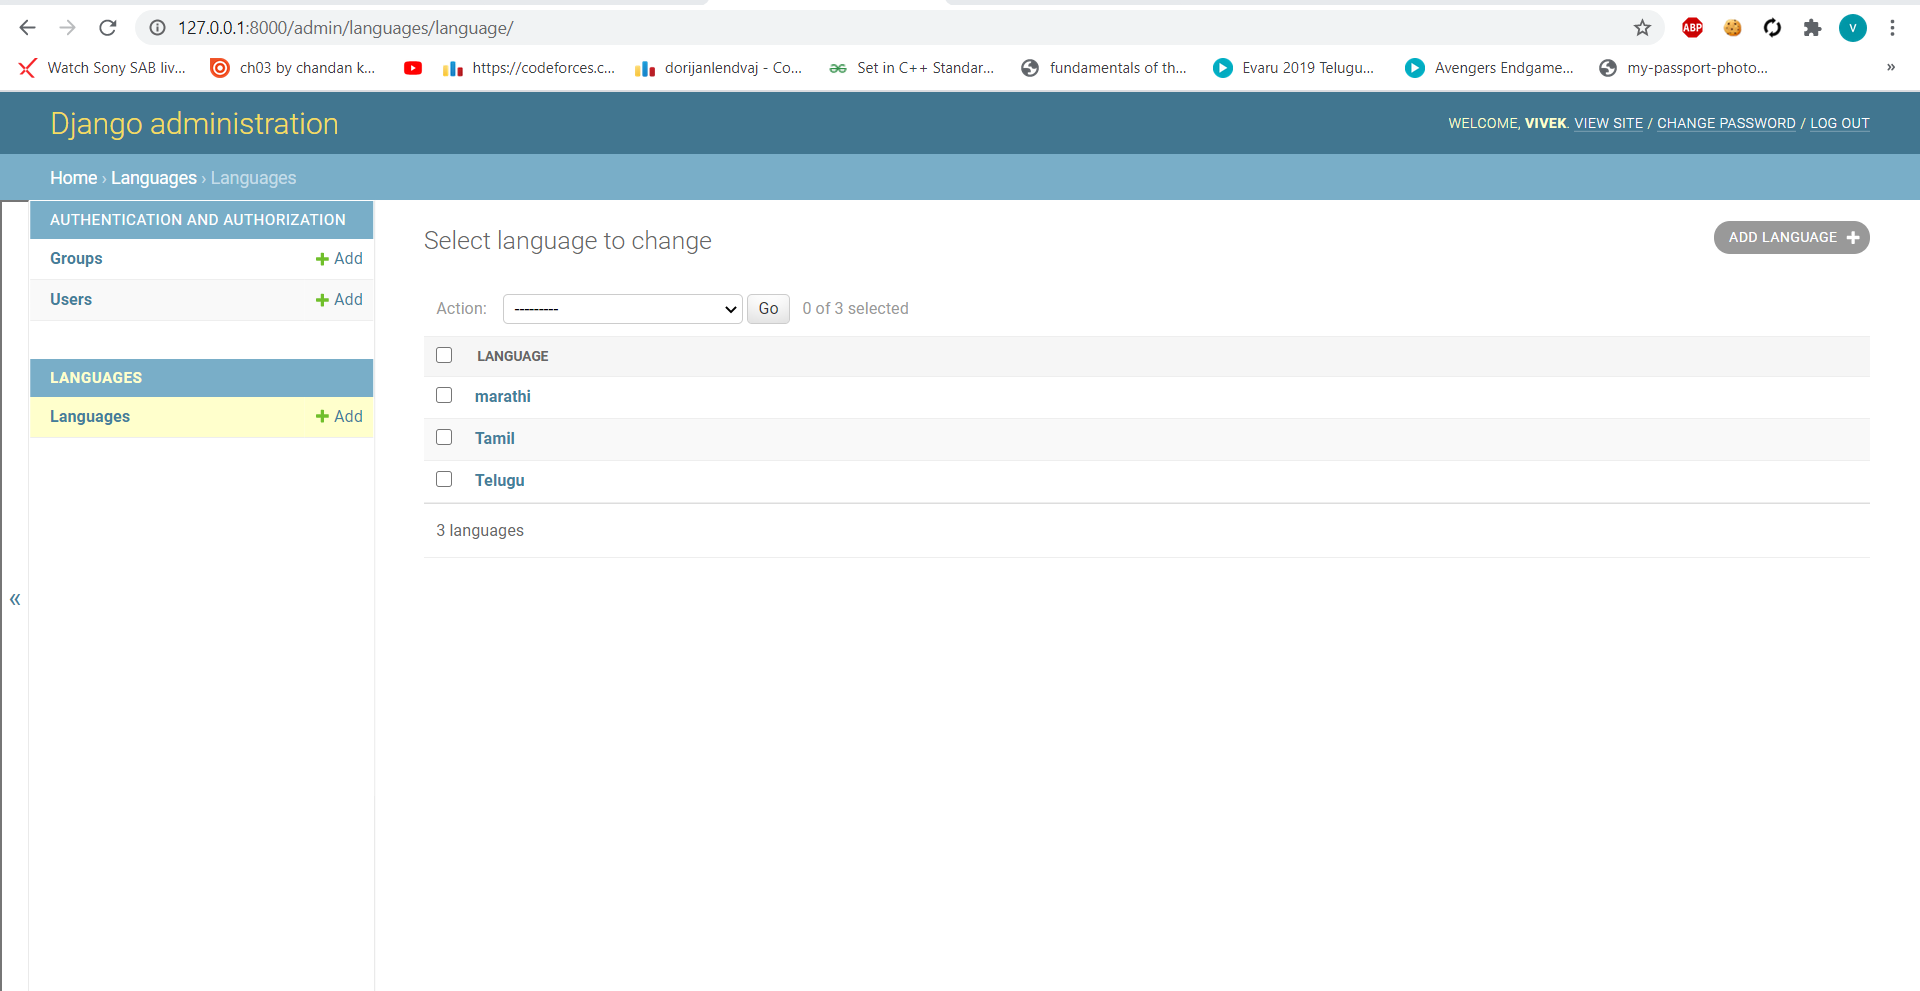 127.0.0.1:8000/admin/languages/language/
ABP
V
Watch Sony SAB liv... ch03 by chandan k... https://codeforces.c... dorijanlendvaj - Co... Set in C++ Standar... fundamentals of th... Evaru 2019 Telugu... Avengers Endgame... my-passport-photo... »
Django administration
WELCOME, VIVEK. VIEW SITE / CHANGE PASSWORD / LOG OUT
Home › Languages › Languages
AUTHENTICATION AND AUTHORIZATION
Groups Add
Users Add
LANGUAGES
Languages Add
«
Select language to change
ADD LANGUAGE +
Action: --------- Go 0 of 3 selected
LANGUAGE
marathi
Tamil
Telugu
3 languages